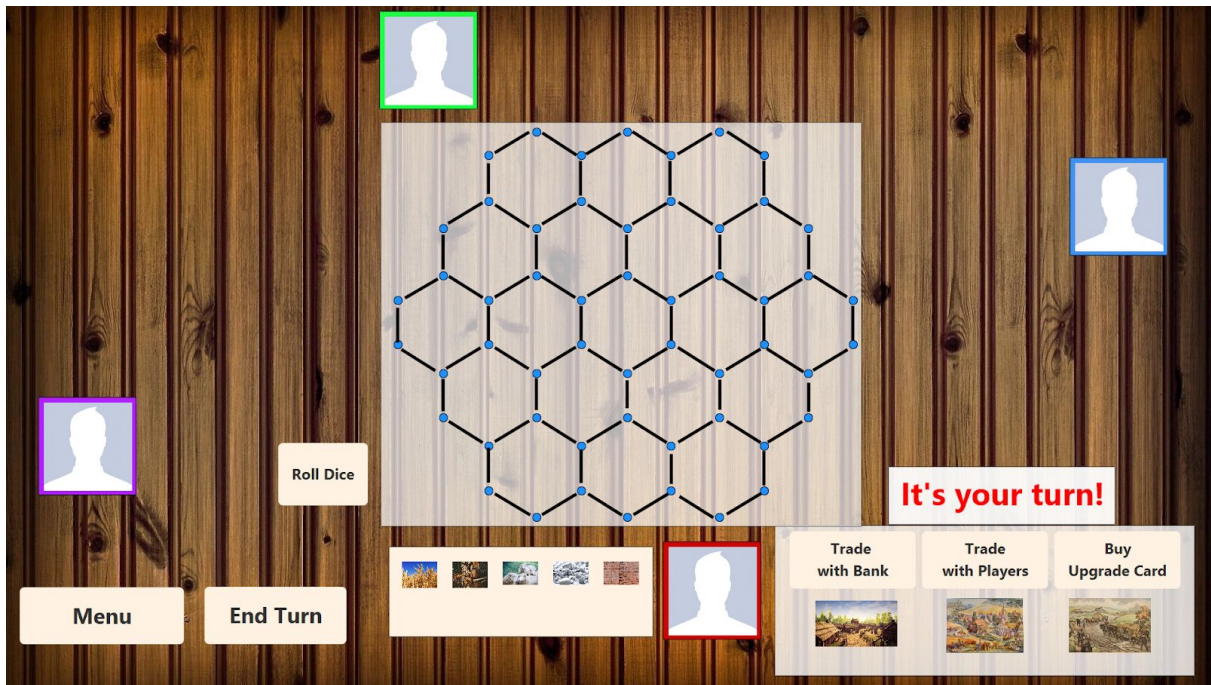 Roll Dice
It's your turn!
Trade
with Bank
Trade
with Players
Buy
Upgrade Card
Menu
End Turn